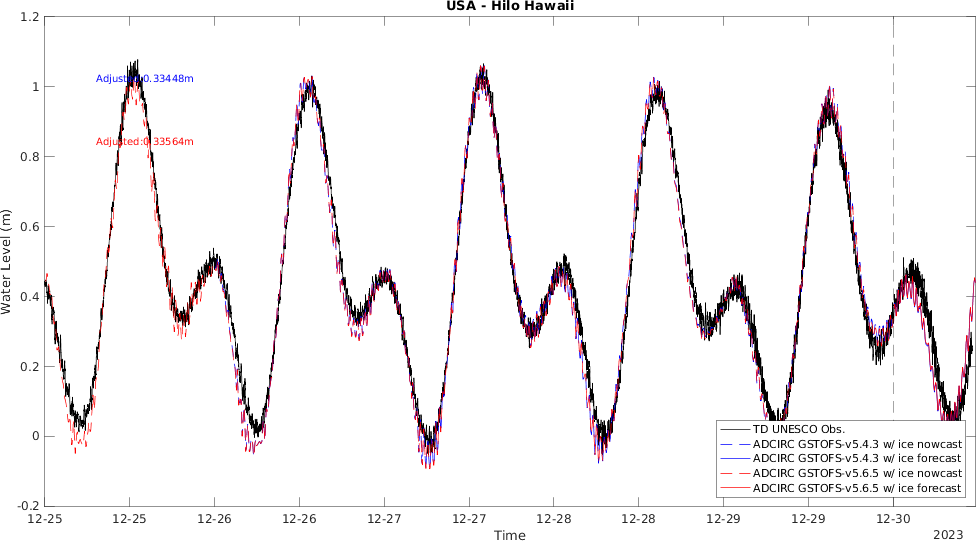 USA - Hilo Hawaii
1.2
1
0.8
0.6
0.4
0.2
0
-0.2
Water Level (m)
Adjusted:0.33448m
Adjusted:0.33564m
TD UNESCO Obs.
ADCIRC GSTOFS-v5.4.3 w/ ice nowcast
ADCIRC GSTOFS-v5.4.3 w/ ice forecast
ADCIRC GSTOFS-v5.6.5 w/ ice nowcast
ADCIRC GSTOFS-v5.6.5 w/ ice forecast
12-25 12-25 12-26 12-26 12-27 12-27 12-28 12-28 12-29 12-29 12-30
Time
2023